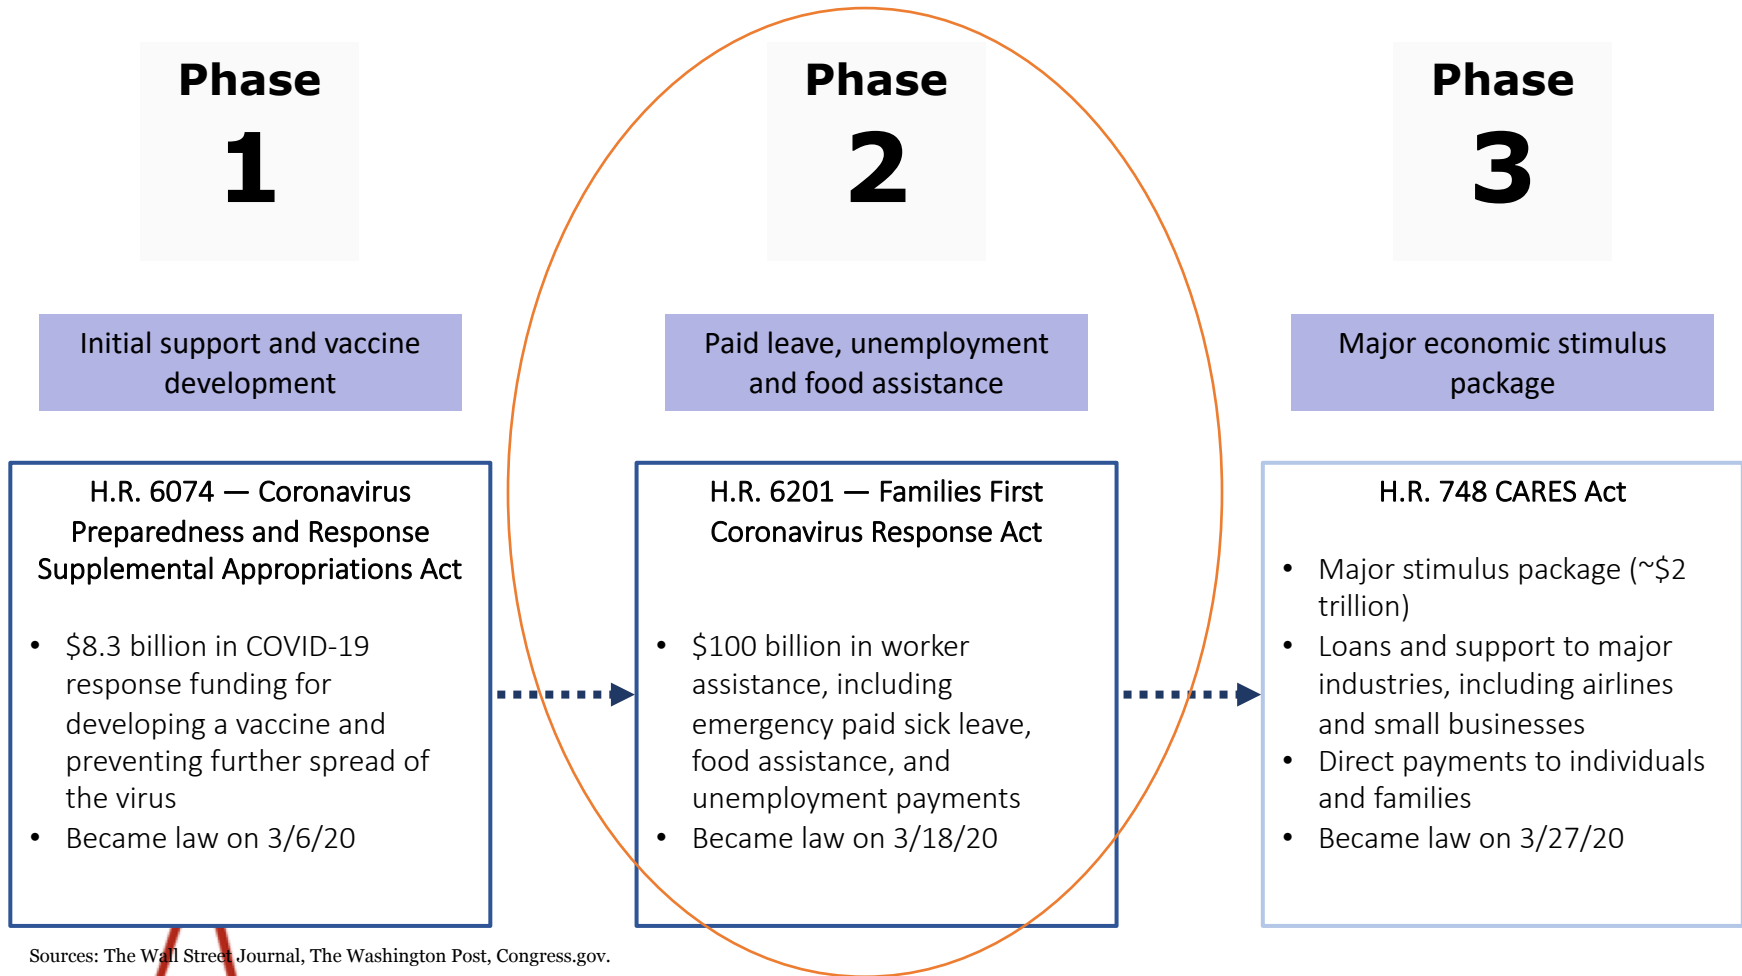 Phase
1
Initial support and vaccine
development
H.R. 6074 — Coronavirus
Preparedness and Response
Supplemental Appropriations Act
• $8.3 billion in COVID-19
response funding for
developing a vaccine and
preventing further spread of
the virus
• Became law on 3/6/20
Phase
2
Paid leave, unemployment
and food assistance
H.R. 6201 — Families First
Coronavirus Response Act
• $100 billion in worker
assistance, including
emergency paid sick leave,
food assistance, and
unemployment payments
• Became law on 3/18/20
Phase
3
Major economic stimulus
package
H.R. 748 CARES Act
• Major stimulus package (~$2
trillion)
• Loans and support to major
industries, including airlines
and small businesses
• Direct payments to individuals
and families
• Became law on 3/27/20
Sources: The Wall Street Journal, The Washington Post, Congress.gov.